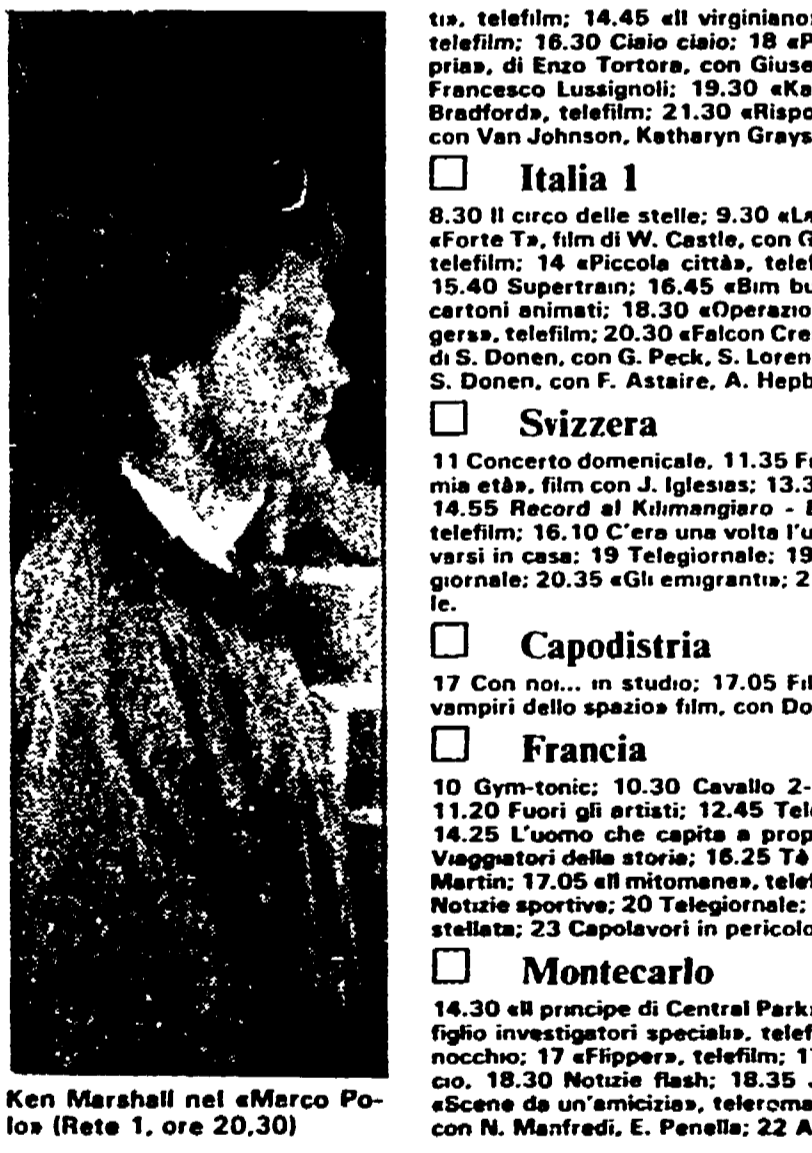 tı», telefilm; 14.45 «Il virginiano
telefilm; 16.30 Ciaio ciaio; 18 «P
pria», di Enzo Tortora, con Giuse
Francesco Lussignoli; 19.30 «Ka
Bradford», telefilm; 21.30 «Rispo
con Van Johnson, Katharyn Grays
Italia 1
8.30 Il circo delle stelle; 9.30 «La
«Forte T», film di W. Castle, con G
telefilm; 14 «Piccola città», telef
15.40 Supertrain; 16.45 «Bim bu
cartoni animati; 18.30 «Operazio
gers», telefilm; 20.30 «Falcon Cre
di S. Donen, con G. Peck, S. Loren
S. Donen, con F. Astaire, A. Hepb
Svizzera
11 Concerto domenicale. 11.35 F
mia età», film con J. Iglesias; 13.3
14.55 Record al Kilimangiaro -
telefilm; 16.10 C'era una volta l'u
varsi in casa; 19 Telegiornale; 19
giornale; 20.35 «Gli emigranti»; 2
le.
Capodistria
17 Con noi... in studio; 17.05 Fil
vampiri dello spazio» film, con Do
Francia
10 Gym-tonic; 10.30 Cavallo 2-
11.20 Fuori gli artisti; 12.45 Tel
14.25 L'uomo che capita a prop
Viaggiatori della storia; 16.25 Tè
Martin; 17.05 «Il mitomane», telef
Notizie sportive; 20 Telegiornale;
stellata; 23 Capolavori in pericolo
Montecarlo
14.30 «Il principe di Central Park
figlio investigatori speciali», telef
nocchio; 17 «Flipper», telefilm; 1
cio. 18.30 Notizie flash; 18.35
«Scene da un'amicizia», teleroma
con N. Manfredi, E. Penella; 22 A
Ken Marshall nel «Marco Po-
lo» (Rete 1, ore 20,30)